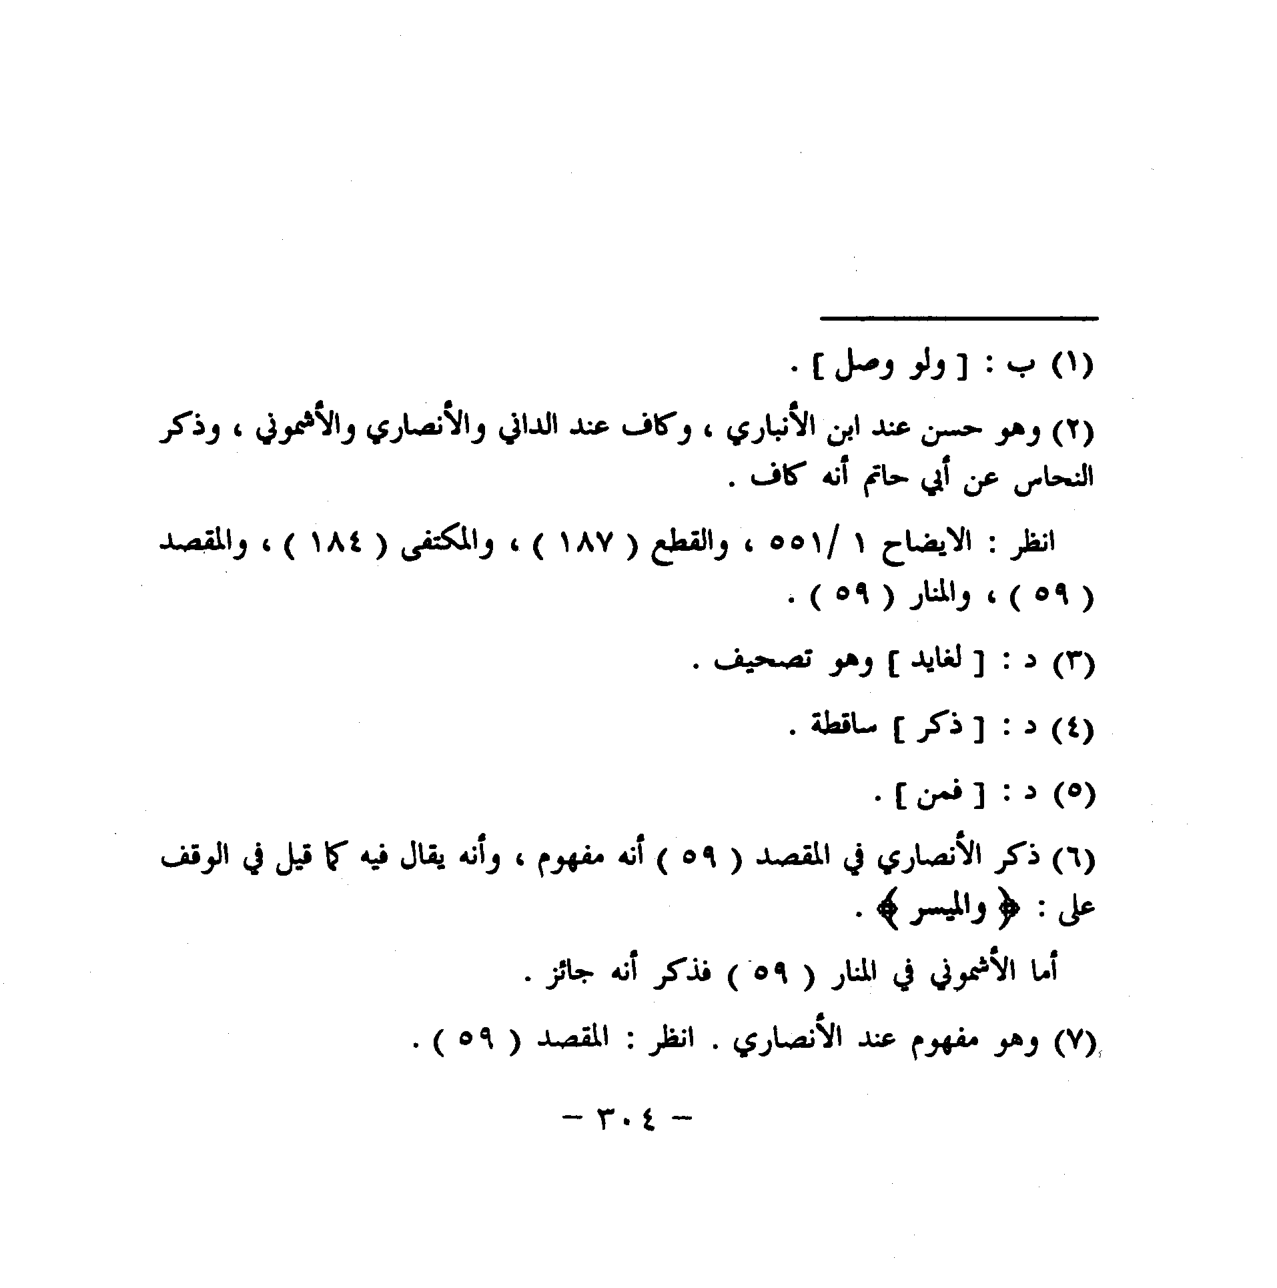 (١) ب : [ ولو وصل ] .
(٢) وهو حسن عند ابن الأنباري ، وكاف عند الداني والأنصاري والأشموني ، وذكر
النحاس عن أبي حاتم أنه كاف .
انظر : الايضاح ١ /٥٥١ ، والقطع ( ١٨٧ ) ، والمكتفى ( ١٨٤ ) ، والمقصد
( ٥٩ ) ، والمنار ( ٥٩ ) .
(٣) د : [ لغايد ] وهو تصحيف .
(٤) د : [ ذكر ] ساقطة .
(٥) د : [ فمن ] .
(٦) ذكر الأنصاري في المقصد ( ٥٩ ) أنه مفهوم ، وأنه يقال فيه كما قيل في الوقف
على : ﴿ والميسر ﴾ .
أما الأشموني في المنار ( ٥٩ ) فذكر أنه جائز .
(٧) وهو مفهوم عند الأنصاري . انظر : المقصد ( ٥٩ ) .
– ٣٠٤ –